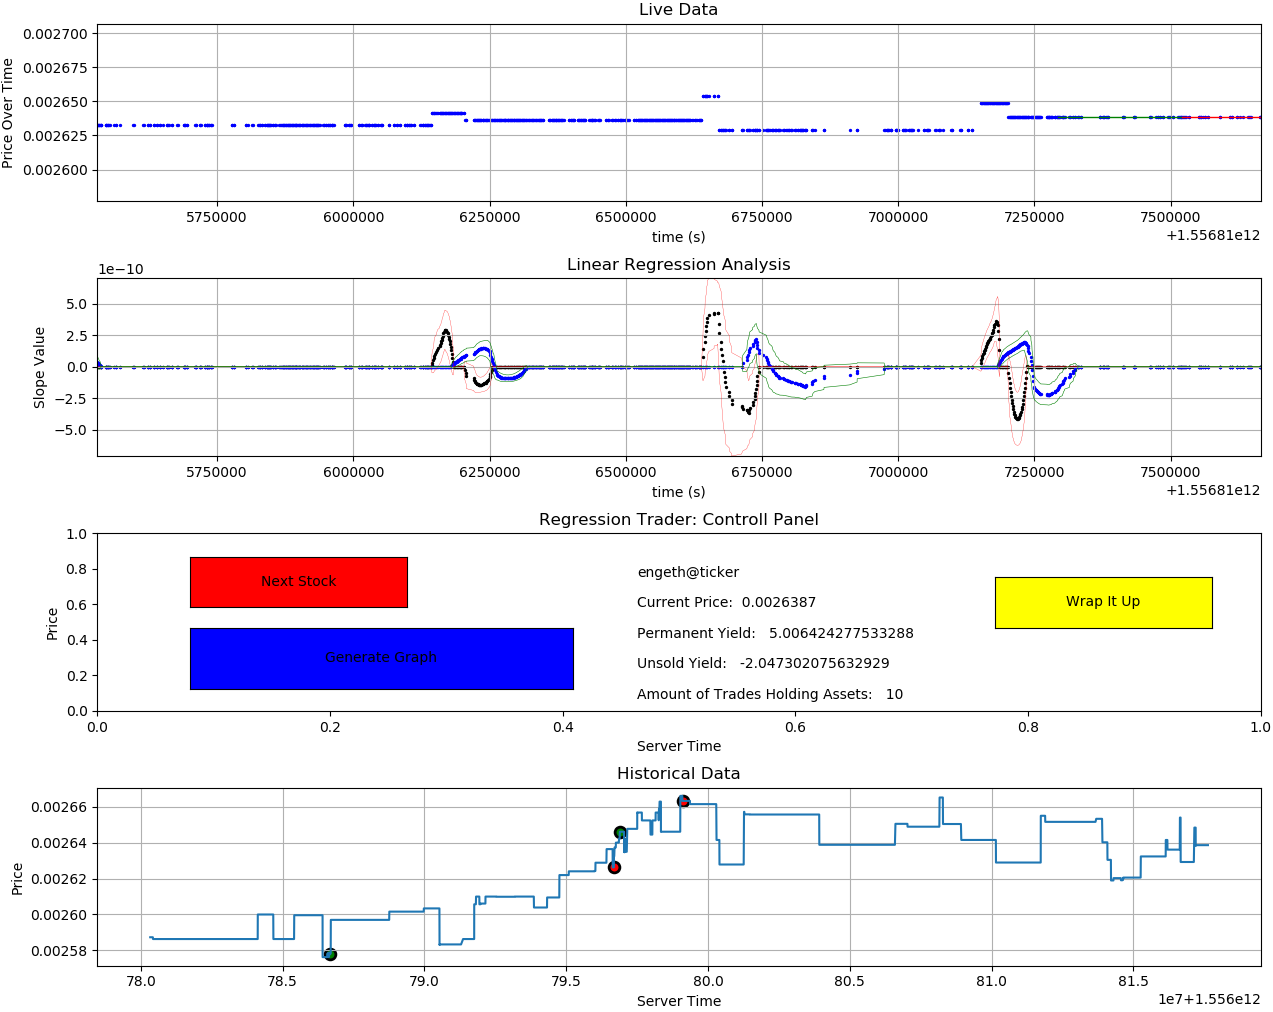 Live Data
0.002700
0.002675
0.002650
0.002625
0.002600
Price Over Time
5750000 6000000 6250000 6500000 6750000 7000000 7250000 7500000
time (s)
+1.55681e12
1e−10
Linear Regression Analysis
5.0
2.5
0.0
−2.5
−5.0
Slope Value
5750000 6000000 6250000 6500000 6750000 7000000 7250000 7500000
time (s)
+1.55681e12
Regression Trader: Controll Panel
1.0
0.8
0.6
0.4
0.2
0.0
Price
Next Stock
Generate Graph
engeth@ticker
Current Price: 0.0026387
Permanent Yield: 5.006424277533288
Unsold Yield: -2.047302075632929
Amount of Trades Holding Assets: 10
Wrap It Up
0.0 0.2 0.4 0.6 0.8 1.0
Server Time
Historical Data
0.00266
0.00264
0.00262
0.00260
0.00258
Price
78.0 78.5 79.0 79.5 80.0 80.5 81.0 81.5
Server Time
1e7+1.556e12